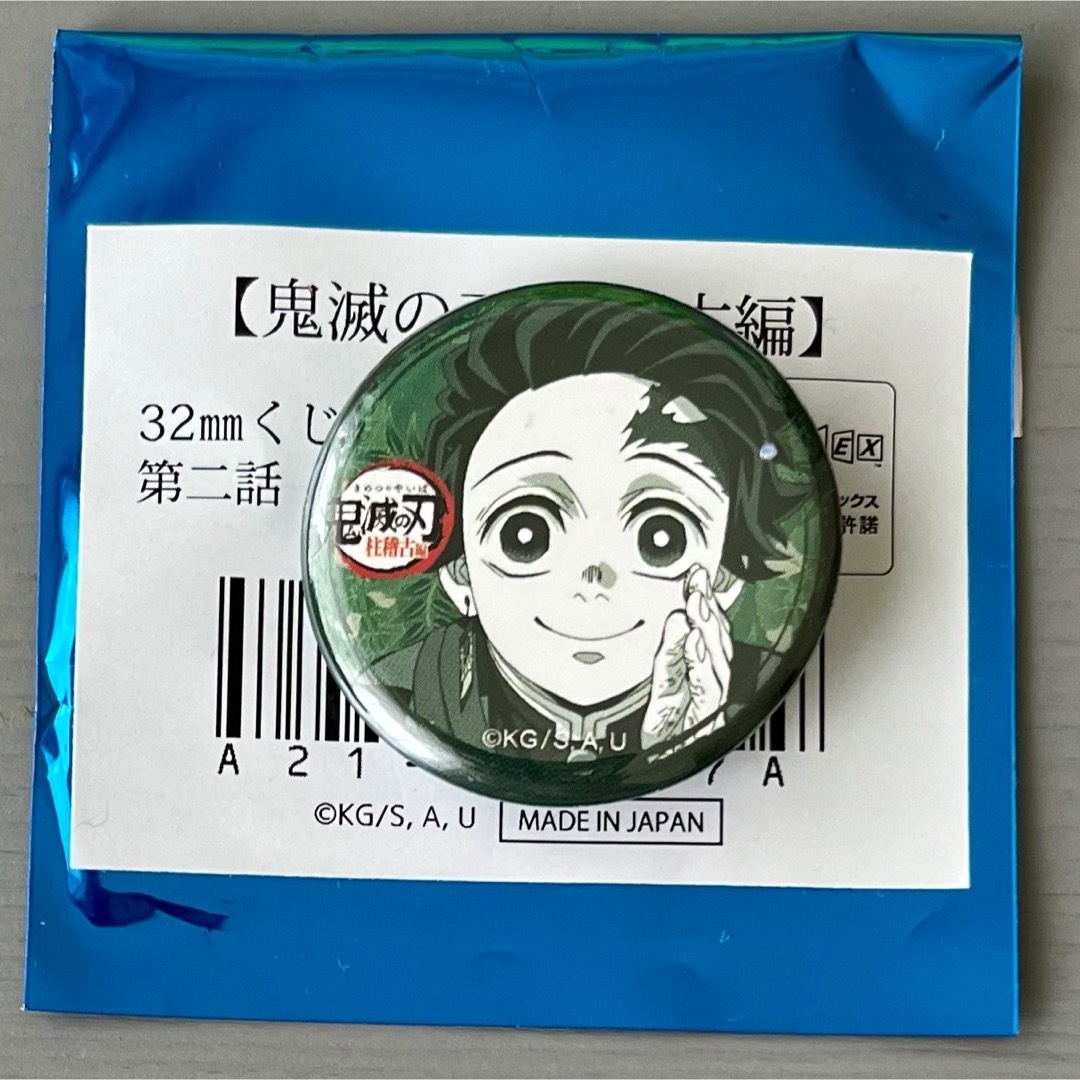 【鬼滅の
編】
32㎜くじ
第二話
EX
™
ックス
許諾
きめつのやいば
鬼滅の刃
柱稽古編
©KG/S, A, U
A 21
7A
©KG/S, A, U
MADE IN JAPAN